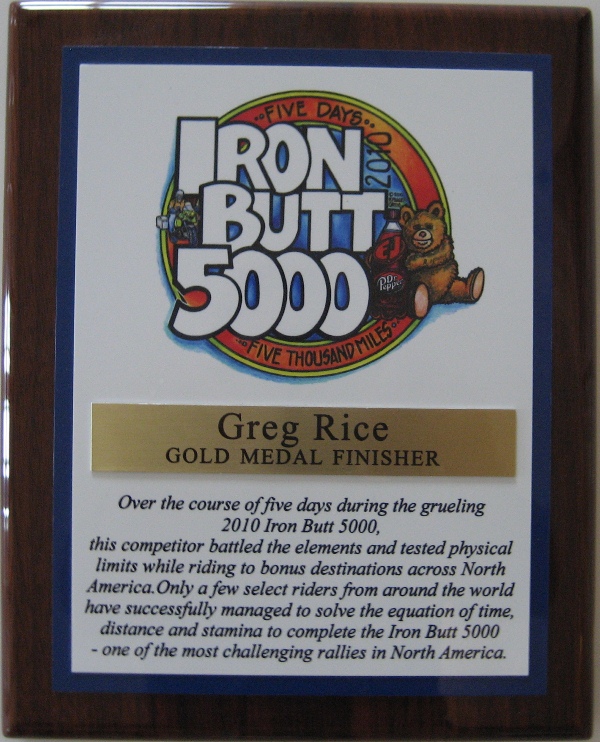 ..FIVE DAYS..
2010
IRON
BUTT
5000
Dr Pepper
..FIVE THOUSAND MILES..
Greg Rice
GOLD MEDAL FINISHER
Over the course of five days during the grueling
2010 Iron Butt 5000,
this competitor battled the elements and tested physical
limits while riding to bonus destinations across North
America.Only a few select riders from around the world
have successfully managed to solve the equation of time,
distance and stamina to complete the Iron Butt 5000
- one of the most challenging rallies in North America.